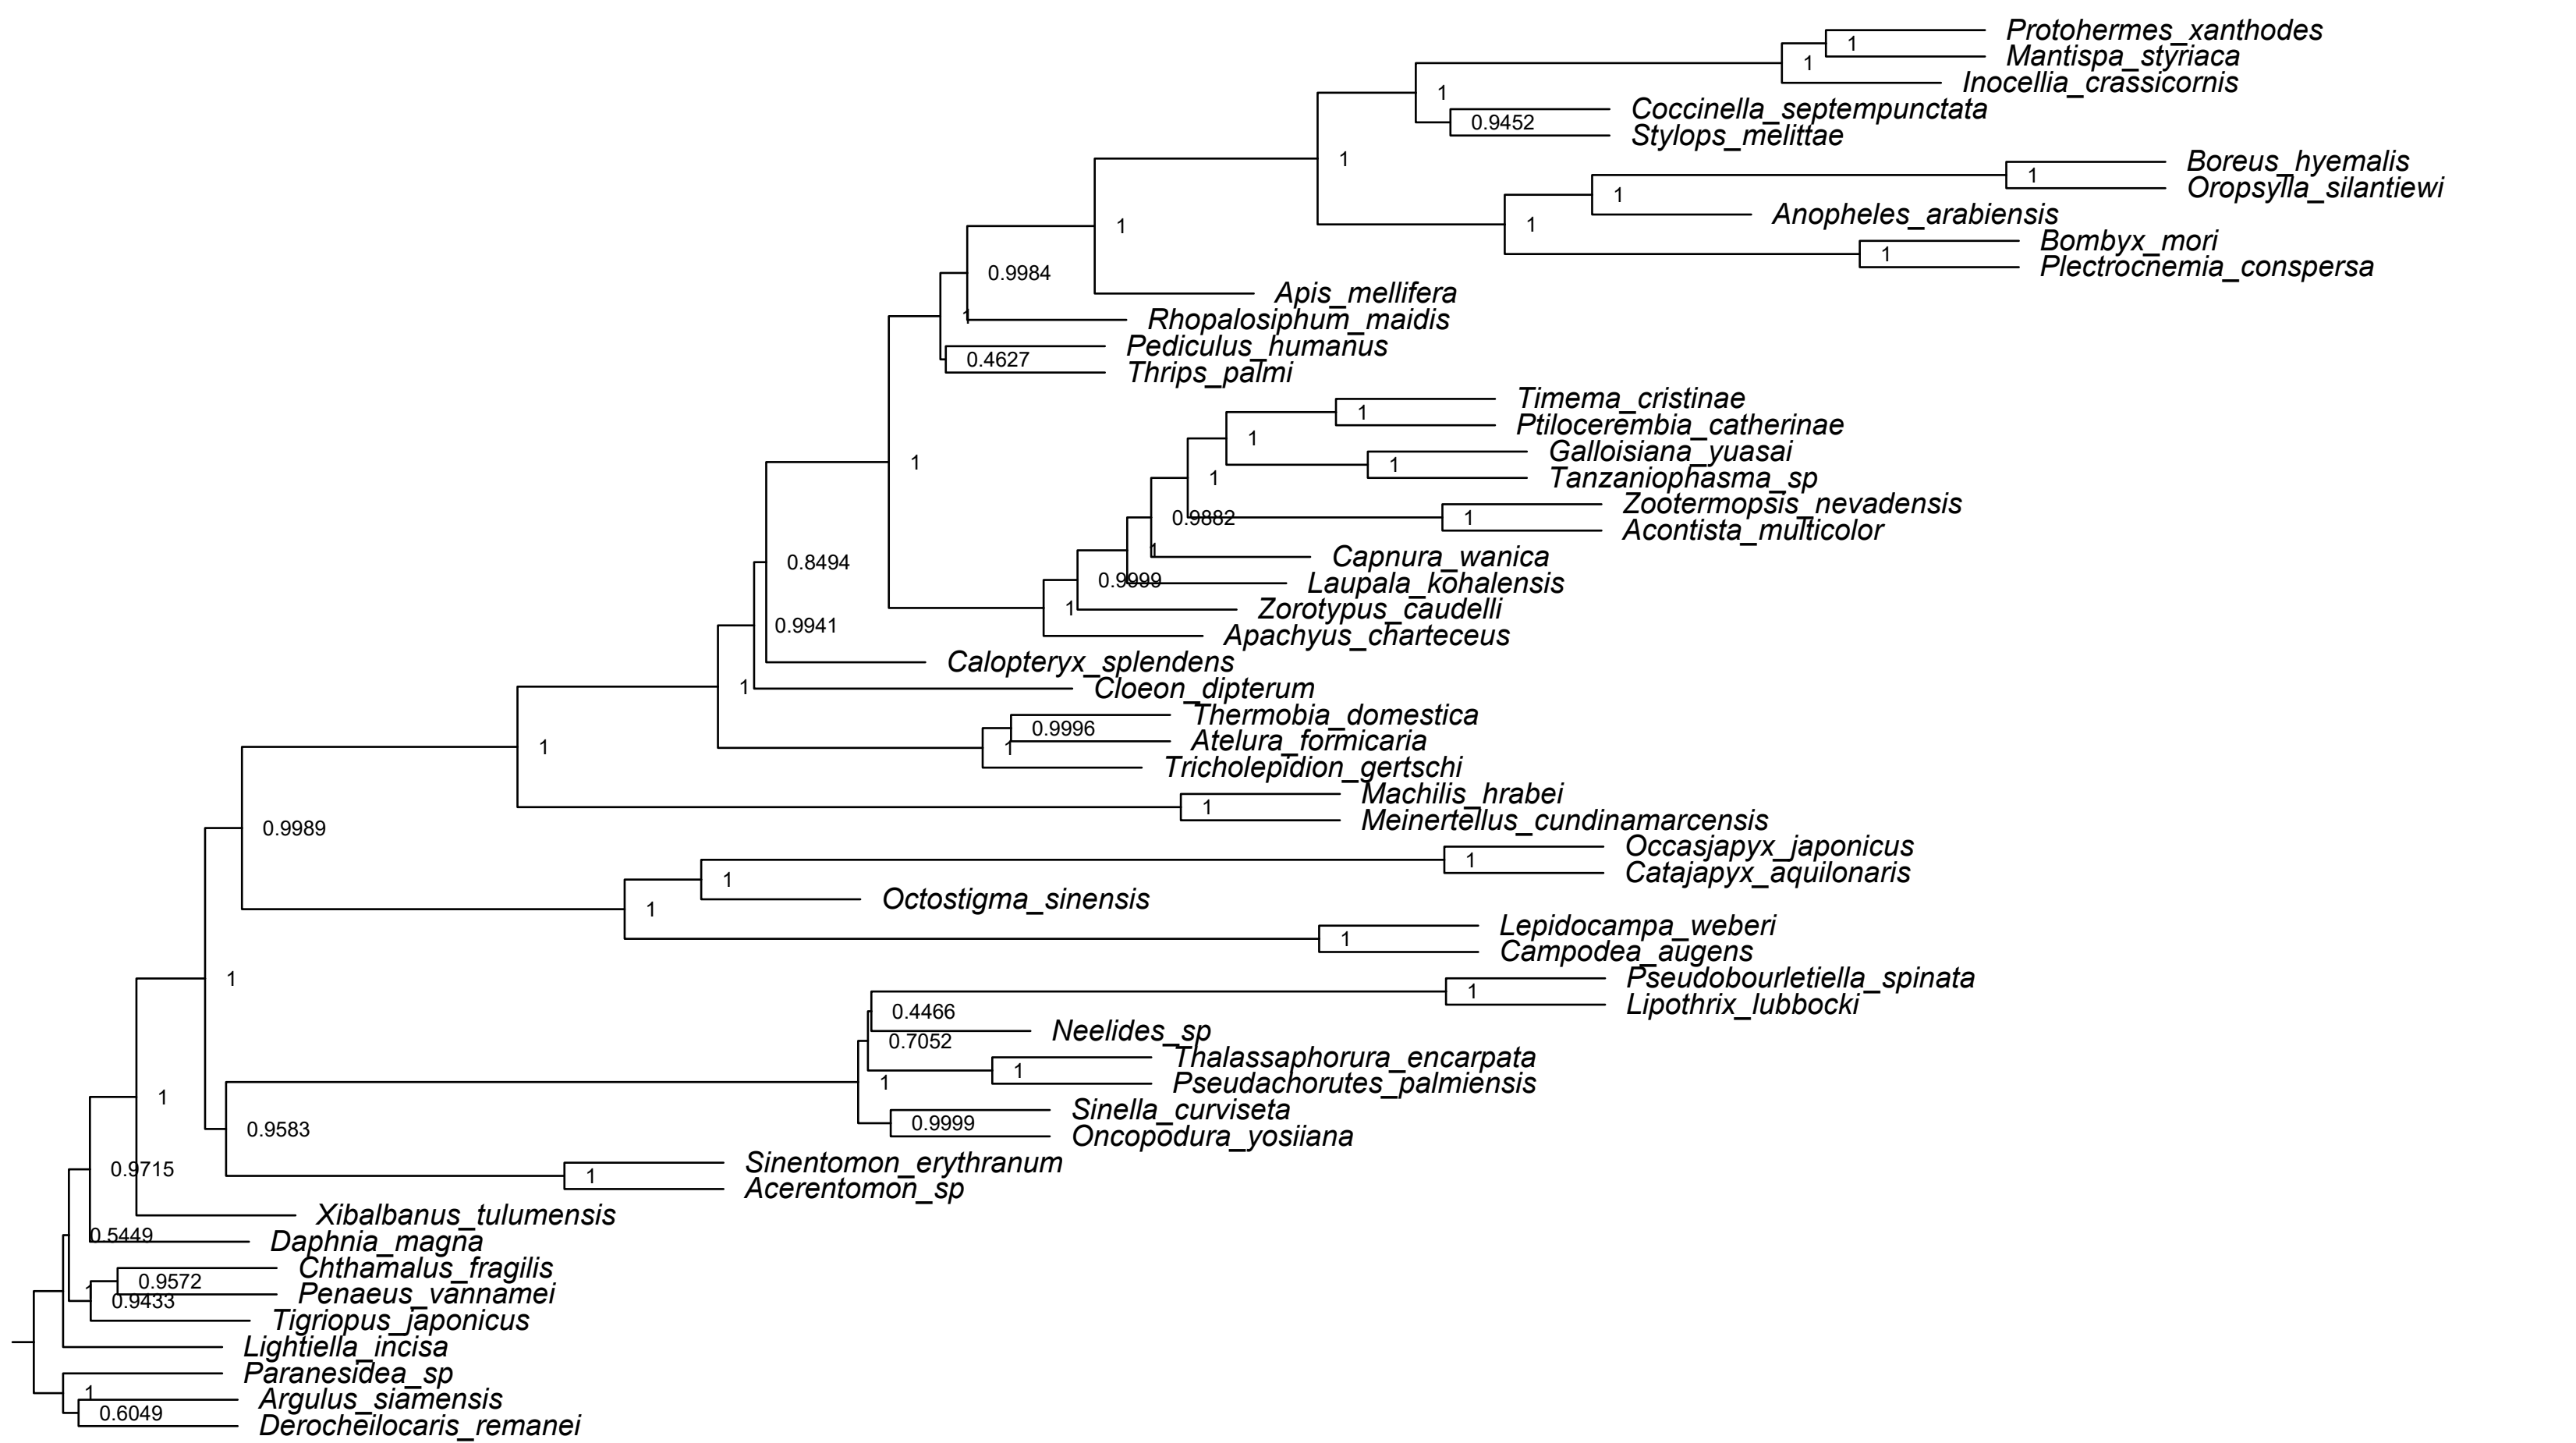 Protohermes_xanthodes
1
Mantispa_styriaca
1
Inocellia_crassicornis
1
Coccinella_septempunctata
0.9452
Stylops_melittae
1
Boreus_hyemalis
1
Oropsylla_silantiewi
1
Anopheles_arabiensis
1
1
Bombyx_mori
1
Plectrocnemia_conspersa
0.9984
Apis_mellifera
1
Rhopalosiphum_maidis
Pediculus_humanus
0.4627
Thrips_palmi
Timema_cristinae
1
Ptilocerembia_catherinae
1
Galloisiana_yuasai
1
1
Tanzaniophasma_sp
1
Zootermopsis_nevadensis
0.9882
1
Acontista_multicolor
1
Capnura_wanica
0.8494
0.9999
Laupala_kohalensis
1
Zorotypus_caudelli
0.9941
Apachyus_charteceus
Calopteryx_splendens
1
Cloeon_dipterum
Thermobia_domestica
0.9996
Atelura_formicaria
1
1
Tricholepidion_gertschi
Machilis_hrabei
1
Meinertellus_cundinamarcensis
0.9989
Occasjapyx_japonicus
1
Catajapyx_aquilonaris
1
Octostigma_sinensis
1
Lepidocampa_weberi
1
Campodea_augens
1
Pseudobourletiella_spinata
1
Lipothrix_lubbocki
0.4466
Neelides_sp
0.7052
Thalassaphorura_encarpata
1
Pseudachorutes_palmiensis
1
1
Sinella_curviseta
0.9999
Oncopodura_yosiiana
0.9583
Sinentomon_erythranum
0.9715
1
Acerentomon_sp
Xibalbanus_tulumensis
0.5449
Daphnia_magna
Chthamalus_fragilis
0.9572
1
Penaeus_vannamei
0.9433
Tigriopus_japonicus
Lightiella_incisa
Paranesidea_sp
1
Argulus_siamensis
0.6049
Derocheilocaris_remanei